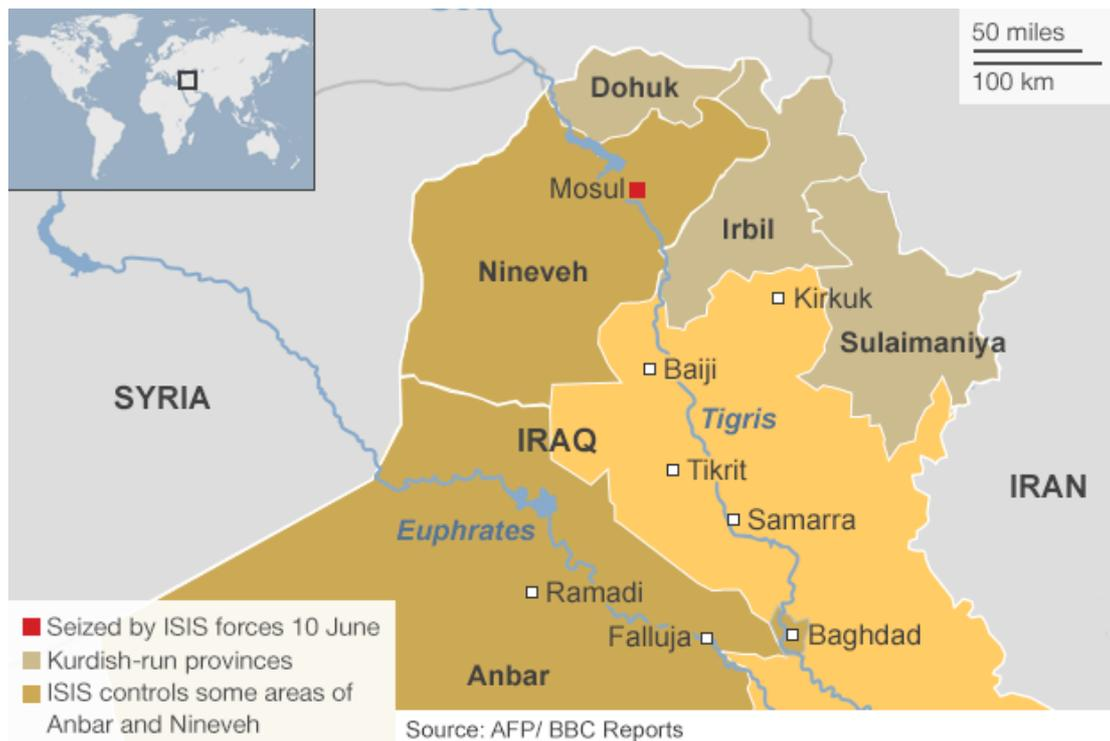 50 miles
100 km
Dohuk
Mosul
Irbil
Nineveh
Kirkuk
Sulaimaniya
Baiji
SYRIA
Tigris
IRAQ
Tikrit
IRAN
Samarra
Euphrates
Ramadi
Falluja
Baghdad
Anbar
Seized by ISIS forces 10 June
Kurdish-run provinces
ISIS controls some areas of
Anbar and Nineveh
Source: AFP/ BBC Reports